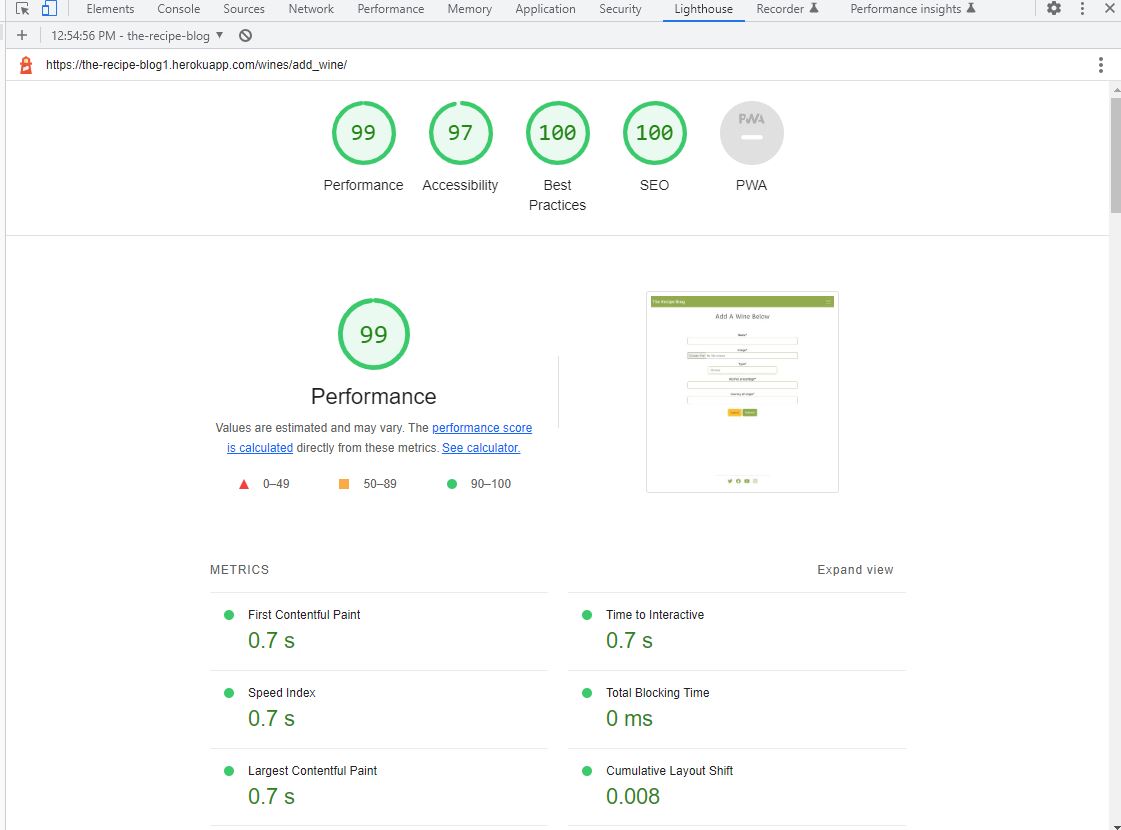 Elements Console Sources Network Performance Memory Application Security Lighthouse Recorder Performance insights
12:54:56 PM - the-recipe-blog
https://the-recipe-blog1.herokuapp.com/wines/add_wine/
99 97 100 100 PWA
Performance Accessibility Best Practices SEO PWA
99
Performance
Values are estimated and may vary. The performance score
is calculated directly from these metrics. See calculator.
0–49 50–89 90–100
The Recipe Blog
Add A Wine Below
Name*
Image*
Type*
METRICS Expand view
First Contentful Paint
0.7 s
Time to Interactive
0.7 s
Speed Index
0.7 s
Total Blocking Time
0 ms
Largest Contentful Paint
0.7 s
Cumulative Layout Shift
0.008